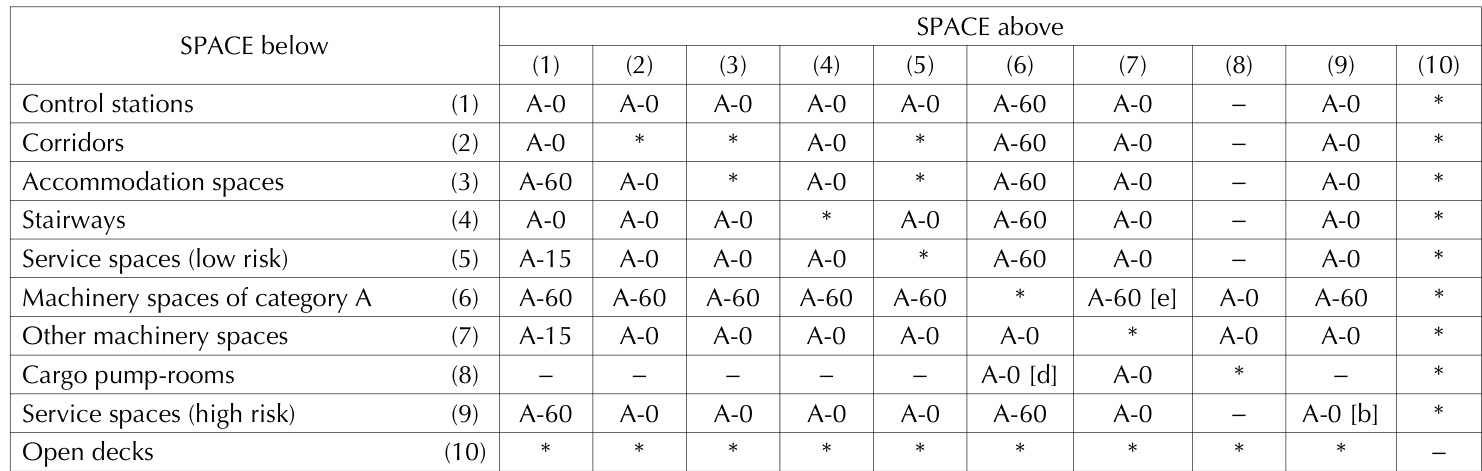 SPACE below SPACE above
(1) (2) (3) (4) (5) (6) (7) (8) (9) (10)
Control stations (1) A-0 A-0 A-0 A-0 A-0 A-60 A-0 – A-0 *
Corridors (2) A-0 * * A-0 * A-60 A-0 – A-0 *
Accommodation spaces (3) A-60 A-0 * A-0 * A-60 A-0 – A-0 *
Stairways (4) A-0 A-0 A-0 * A-0 A-60 A-0 – A-0 *
Service spaces (low risk) (5) A-15 A-0 A-0 A-0 * A-60 A-0 – A-0 *
Machinery spaces of category A (6) A-60 A-60 A-60 A-60 A-60 * A-60 [e] A-0 A-60 *
Other machinery spaces (7) A-15 A-0 A-0 A-0 A-0 A-0 * A-0 A-0 *
Cargo pump-rooms (8) – – – – – A-0 [d] A-0 * – *
Service spaces (high risk) (9) A-60 A-0 A-0 A-0 A-0 A-60 A-0 – A-0 [b] *
Open decks (10) * * * * * * * * * –